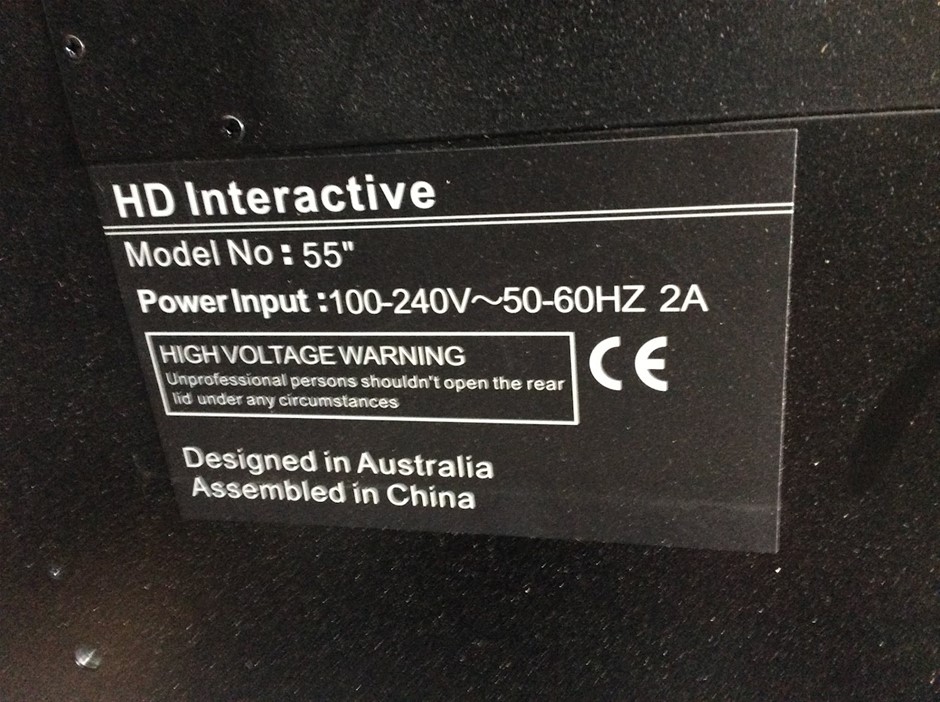 HD Interactive
Model No : 55"
Power Input :100-240V～50-60HZ 2A
HIGH VOLTAGE WARNING
Unprofessional persons shouldn't open the rear
lid under any circumstances
CE
Designed in Australia
Assembled in China